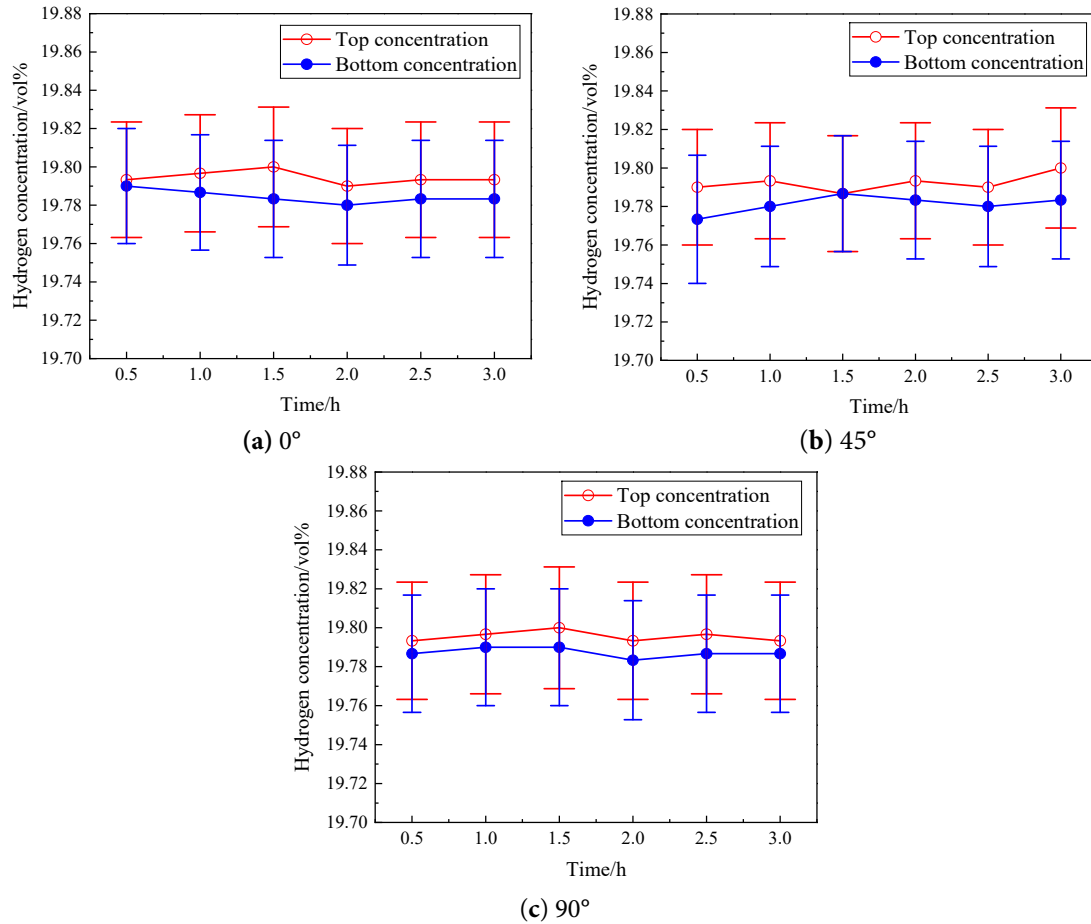 19.88
19.86
19.84
19.82
19.80
19.78
19.76
19.74
19.72
19.70
Hydrogen concentration/vol%
Top concentration
Bottom concentration
0.5 1.0 1.5 2.0 2.5 3.0
Time/h
(a) 0°
19.88
19.86
19.84
19.82
19.80
19.78
19.76
19.74
19.72
19.70
Hydrogen concentration/vol%
Top concentration
Bottom concentration
0.5 1.0 1.5 2.0 2.5 3.0
Time/h
(b) 45°
19.88
19.86
19.84
19.82
19.80
19.78
19.76
19.74
19.72
19.70
Hydrogen concentration/vol%
Top concentration
Bottom concentration
0.5 1.0 1.5 2.0 2.5 3.0
Time/h
(c) 90°